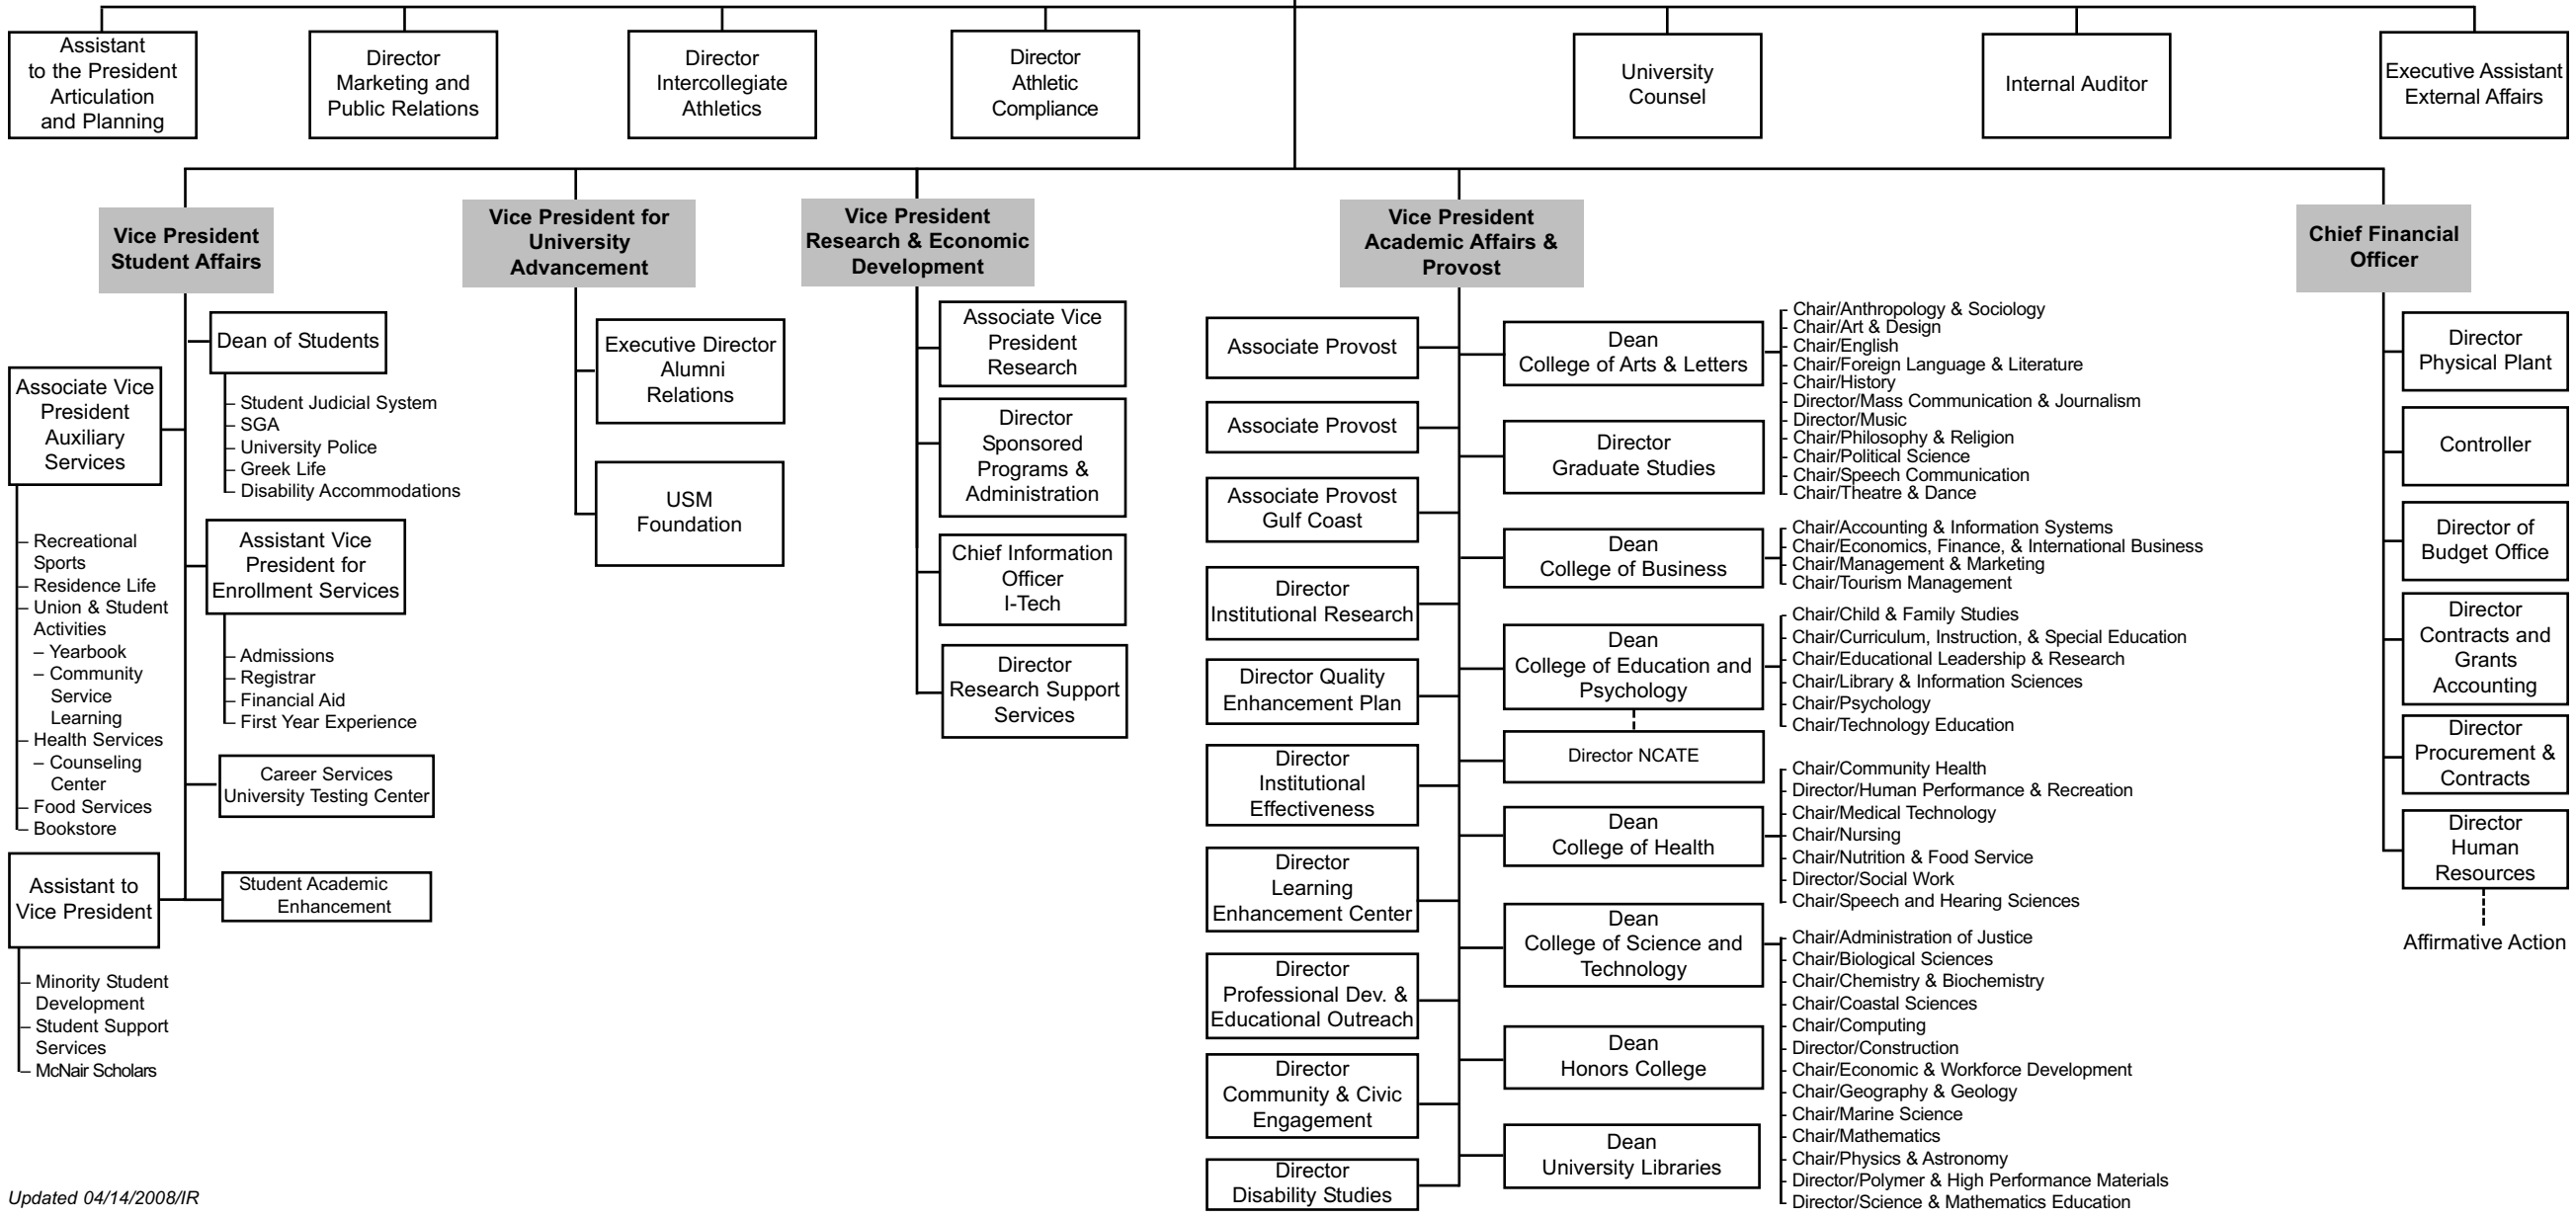 Assistant
to the President
Articulation
and Planning
Director
Marketing and
Public Relations
Director
Intercollegiate
Athletics
Director
Athletic
Compliance
University
Counsel
Internal Auditor
Executive Assistant
External Affairs
Vice President
Student Affairs
Vice President for
University
Advancement
Vice President
Research & Economic
Development
Vice President
Academic Affairs &
Provost
Chief Financial
Officer
Dean of Students
– Student Judicial System
– SGA
– University Police
– Greek Life
– Disability Accommodations
Associate Vice
President
Auxiliary
Services
– Recreational
Sports
– Residence Life
– Union & Student
Activities
– Yearbook
– Community
Service
Learning
– Health Services
– Counseling
Center
– Food Services
– Bookstore
Assistant Vice
President for
Enrollment Services
– Admissions
– Registrar
– Financial Aid
– First Year Experience
Career Services
University Testing Center
Assistant to
Vice President
– Minority Student
Development
– Student Support
Services
– McNair Scholars
Student Academic
Enhancement
Executive Director
Alumni
Relations
USM
Foundation
Associate Vice
President
Research
Director
Sponsored
Programs &
Administration
Chief Information
Officer
I-Tech
Director
Research Support
Services
Associate Provost
Associate Provost
Associate Provost
Gulf Coast
Director
Institutional Research
Director Quality
Enhancement Plan
Director
Institutional
Effectiveness
Director
Learning
Enhancement Center
Director
Professional Dev. &
Educational Outreach
Director
Community & Civic
Engagement
Director
Disability Studies
Dean
College of Arts & Letters
- Chair/Anthropology & Sociology
- Chair/Art & Design
- Chair/English
- Chair/Foreign Language & Literature
- Chair/History
- Director/Mass Communication & Journalism
- Director/Music
- Chair/Philosophy & Religion
- Chair/Political Science
- Chair/Speech Communication
- Chair/Theatre & Dance
Director
Graduate Studies
Dean
College of Business
- Chair/Accounting & Information Systems
- Chair/Economics, Finance, & International Business
- Chair/Management & Marketing
- Chair/Tourism Management
Dean
College of Education and
Psychology
- Chair/Child & Family Studies
- Chair/Curriculum, Instruction, & Special Education
- Chair/Educational Leadership & Research
- Chair/Library & Information Sciences
- Chair/Psychology
- Chair/Technology Education
Director NCATE
Dean
College of Health
- Chair/Community Health
- Director/Human Performance & Recreation
- Chair/Medical Technology
- Chair/Nursing
- Chair/Nutrition & Food Service
- Director/Social Work
- Chair/Speech and Hearing Sciences
Dean
College of Science and
Technology
- Chair/Administration of Justice
- Chair/Biological Sciences
- Chair/Chemistry & Biochemistry
- Chair/Coastal Sciences
- Chair/Computing
- Director/Construction
- Chair/Economic & Workforce Development
- Chair/Geography & Geology
- Chair/Marine Science
- Chair/Mathematics
- Chair/Physics & Astronomy
- Director/Polymer & High Performance Materials
- Director/Science & Mathematics Education
Dean
Honors College
Dean
University Libraries
Director
Physical Plant
Controller
Director of
Budget Office
Director
Contracts and
Grants
Accounting
Director
Procurement &
Contracts
Director
Human
Resources
Affirmative Action
Updated 04/14/2008/IR